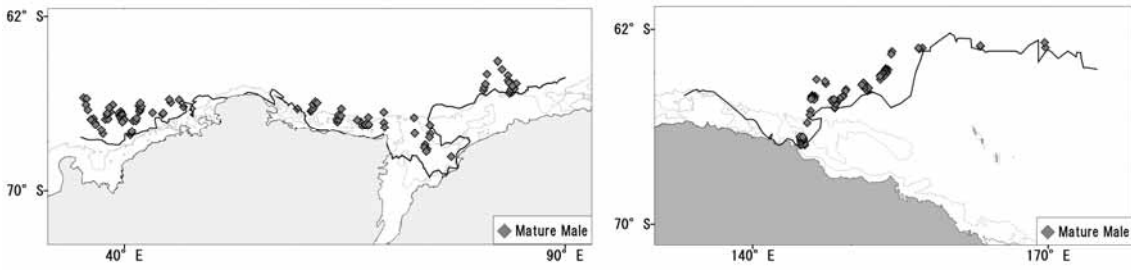 62° S
70° S
40° E
90° E
Mature Male
62° S
70° S
140° E
170° E
Mature Male